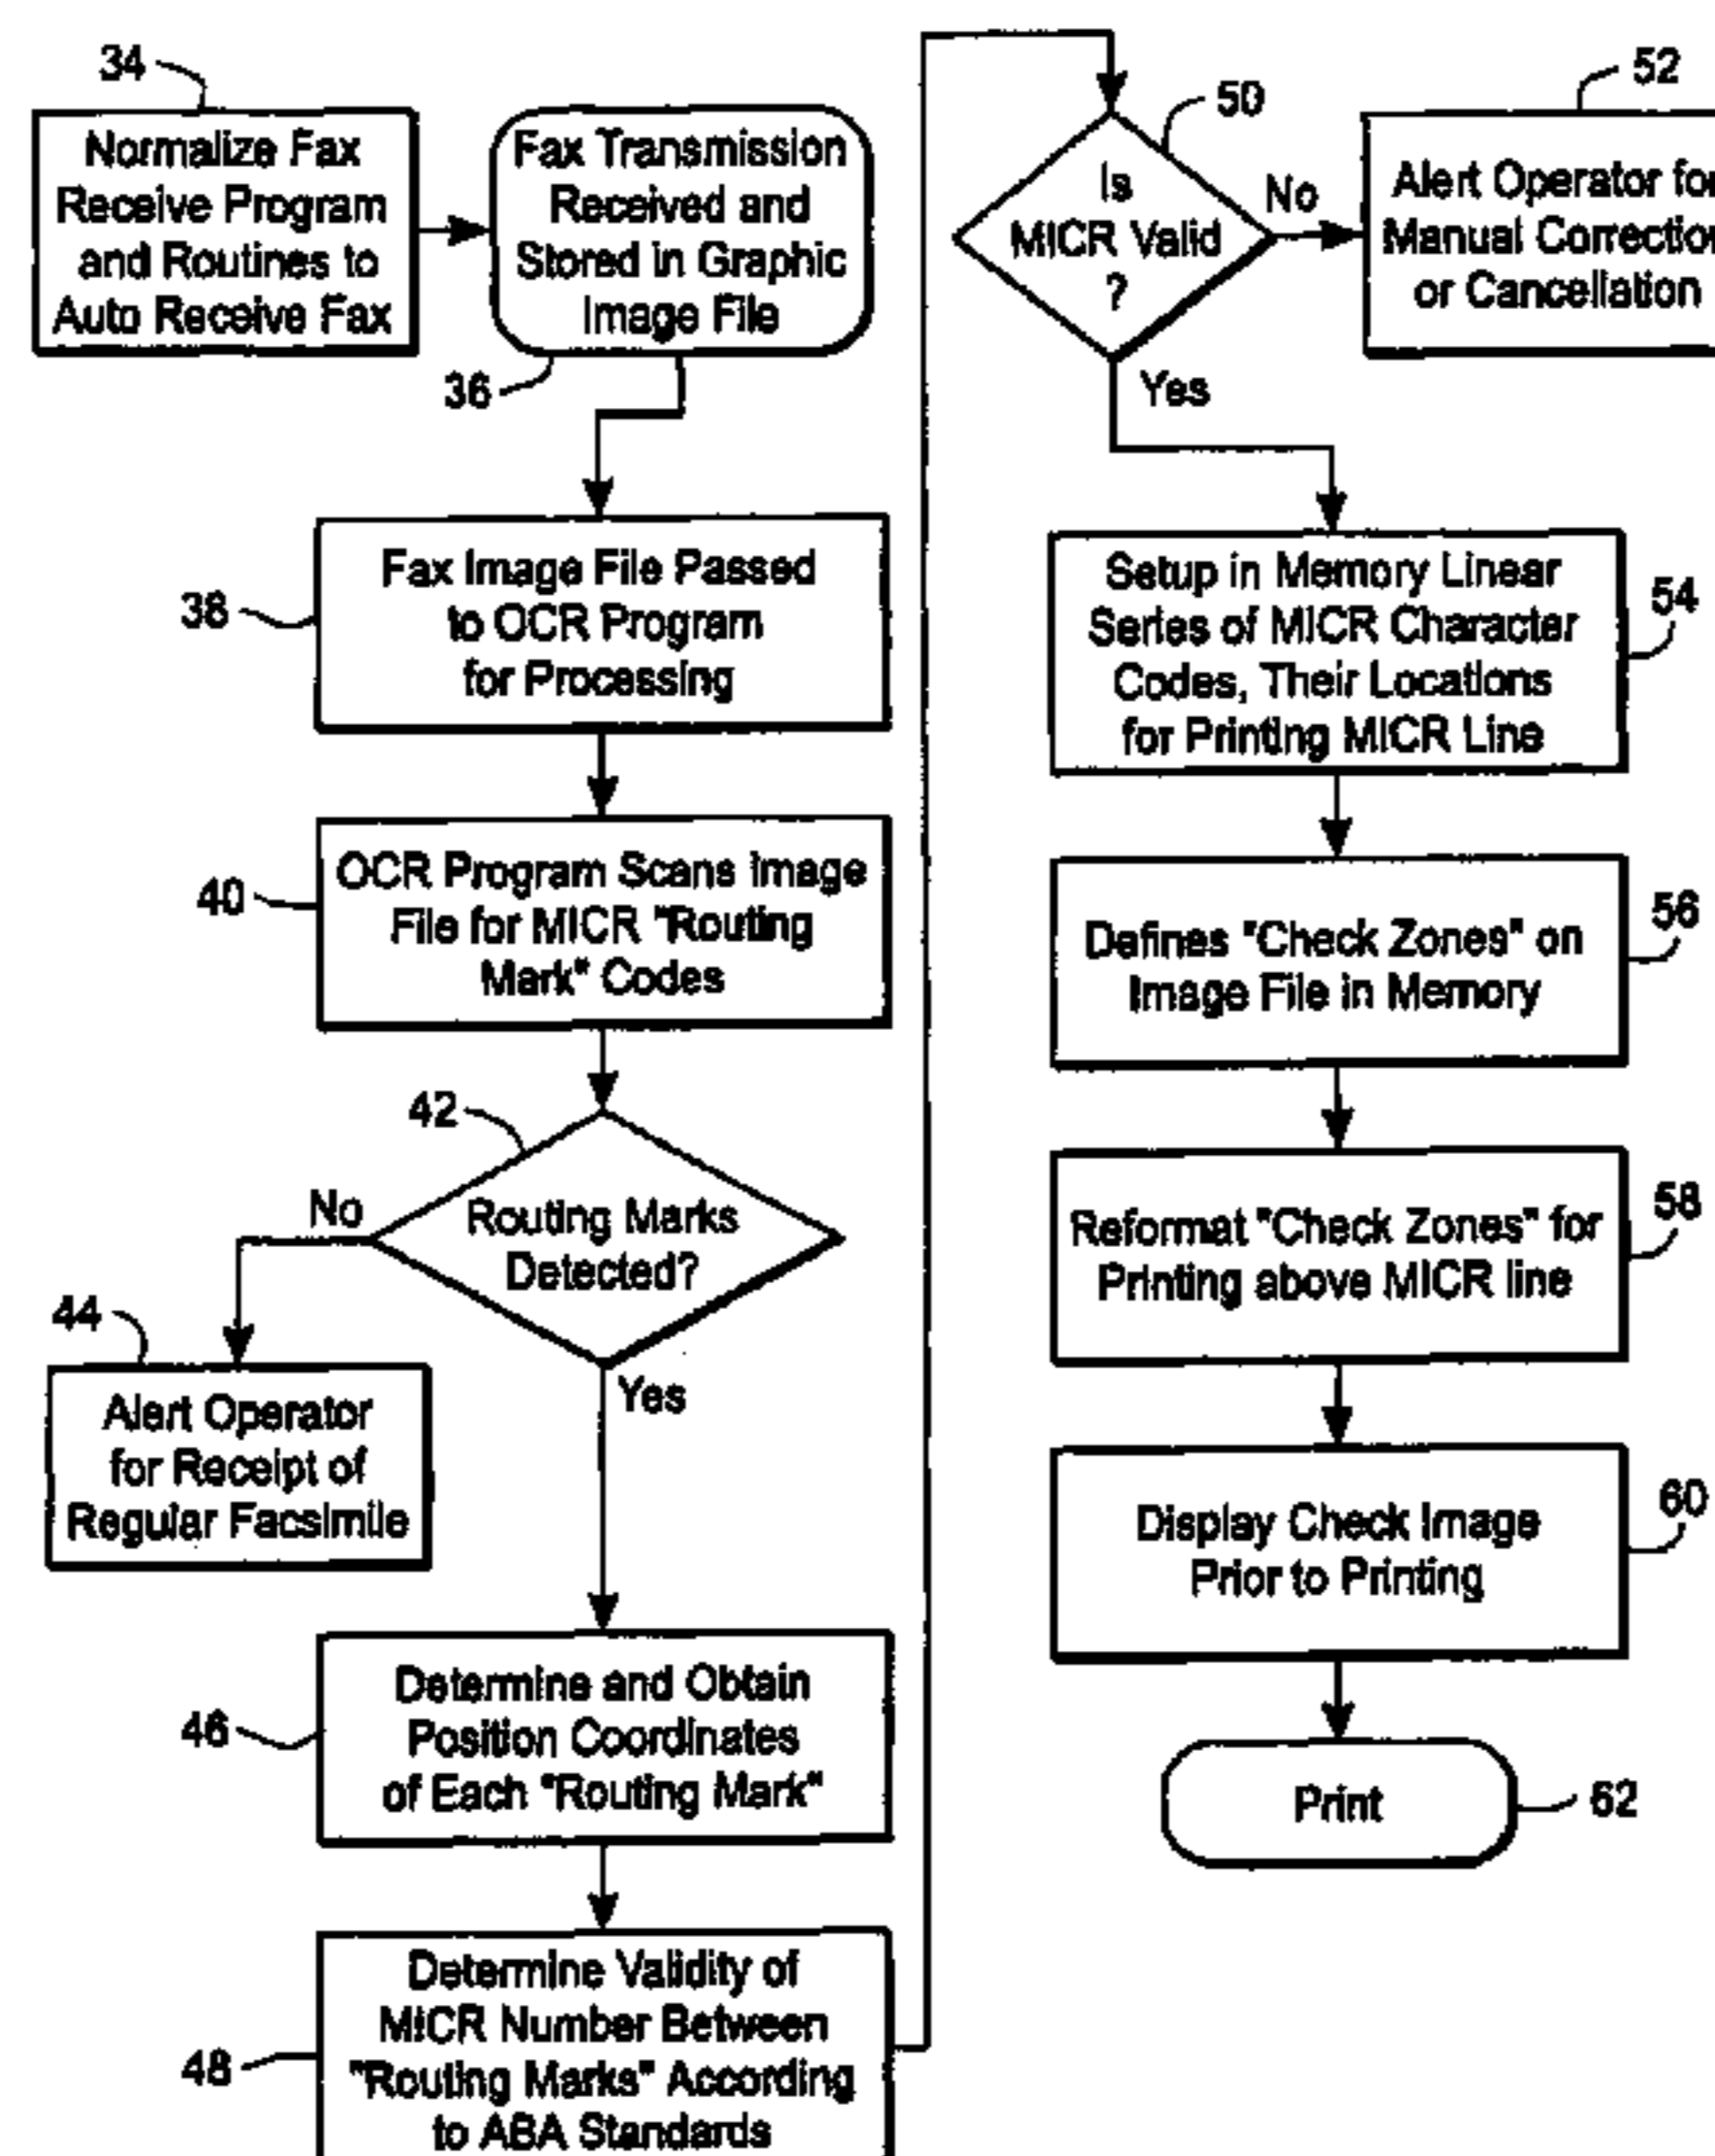 34
Normalize Fax
Receive Program
and Routines to
Auto Receive Fax
Fax Transmission
Received and
Stored in Graphic
Image File
36
Fax Image File Passed
to OCR Program
for Processing
38
OCR Program Scans Image
File for MICR "Routing
Mark" Codes
40
42
Routing Marks
Detected?
No
Yes
44
Alert Operator
for Receipt of
Regular Facsimile
Determine and Obtain
Position Coordinates
of Each "Routing Mark"
46
Determine Validity of
MICR Number Between
"Routing Marks" According
to ABA Standards
48
50
Is
MICR Valid
?
No
Yes
52
Alert Operator for
Manual Correction
or Cancellation
Setup in Memory Linear
Series of MICR Character
Codes, Their Locations
for Printing MICR Line
54
Defines "Check Zones" on
Image File in Memory
56
Reformat "Check Zones" for
Printing above MICR line
58
Display Check Image
Prior to Printing
60
Print
62